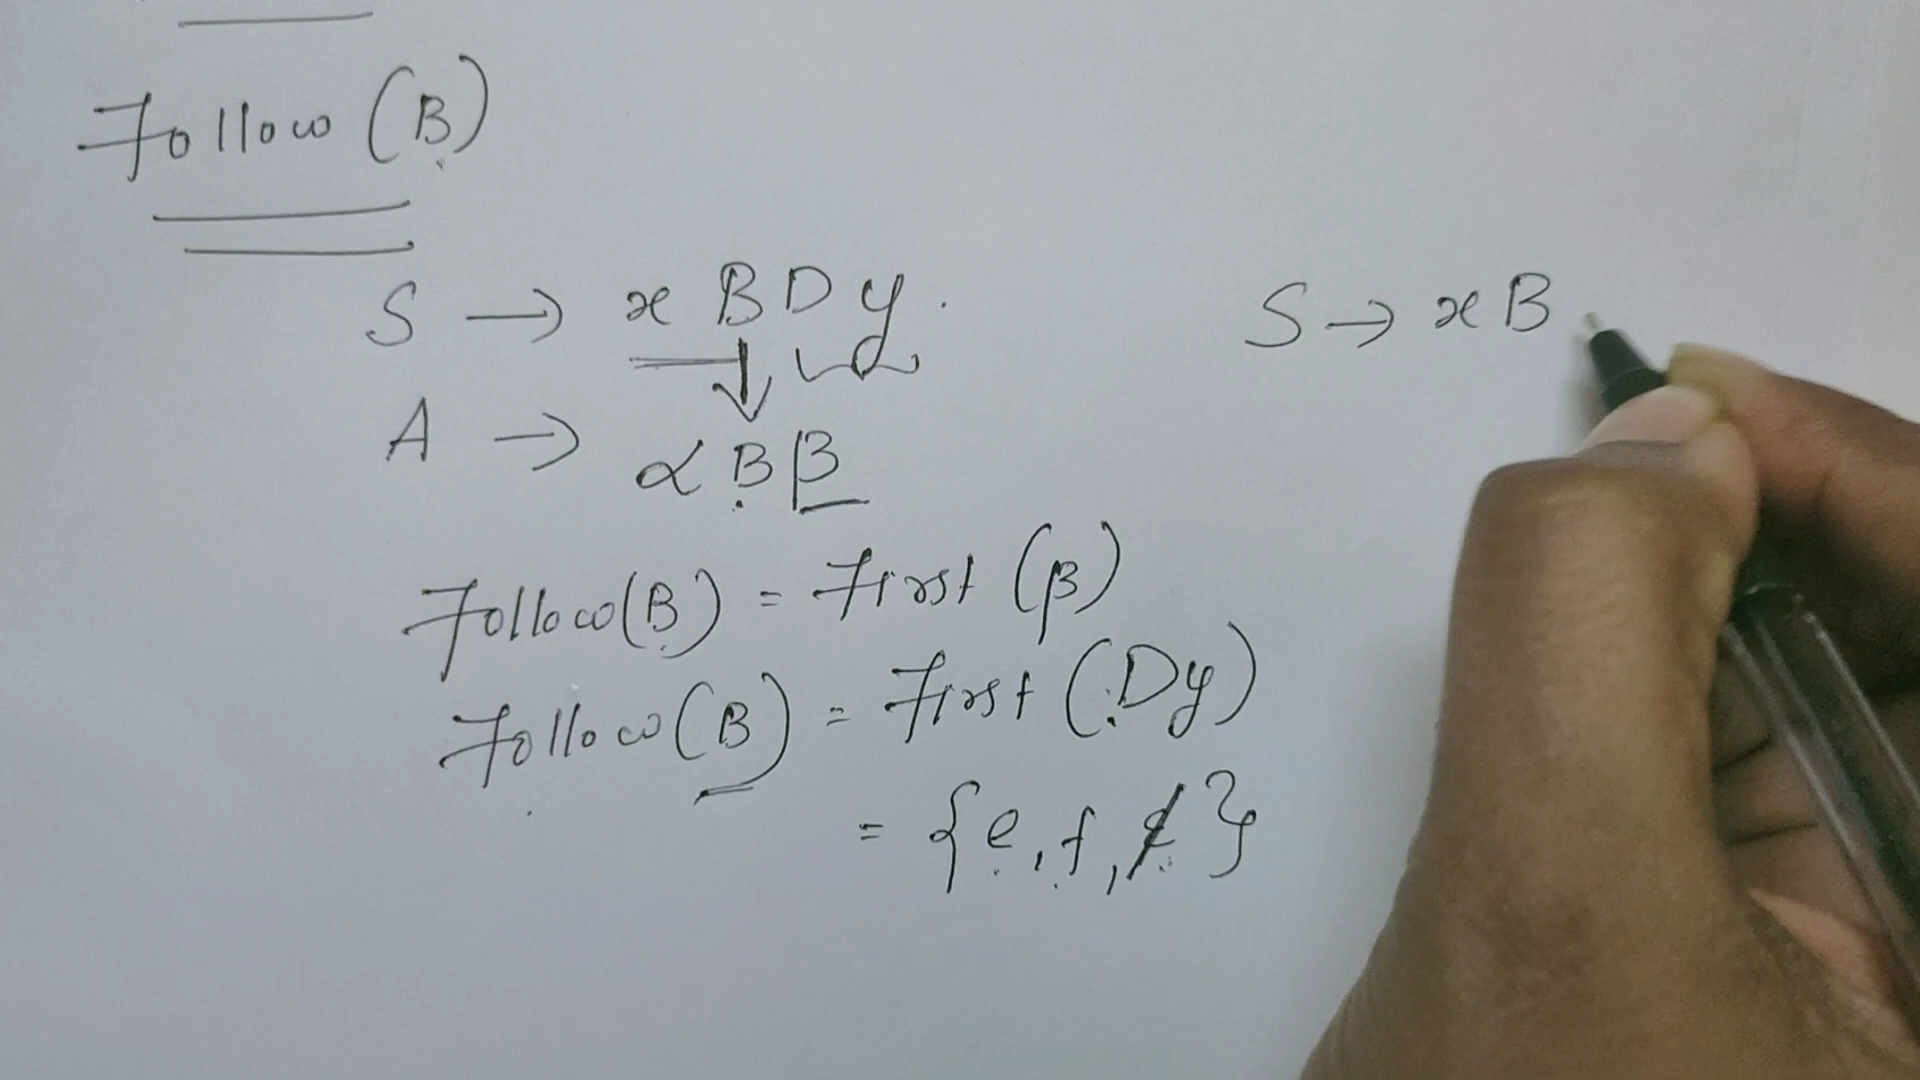 Follow (B)
S → x B D y .
S → x B
A → α B β
Follow(B) = First (β)
Follow(B) = First (Dy)
= {e, f, ɛ}